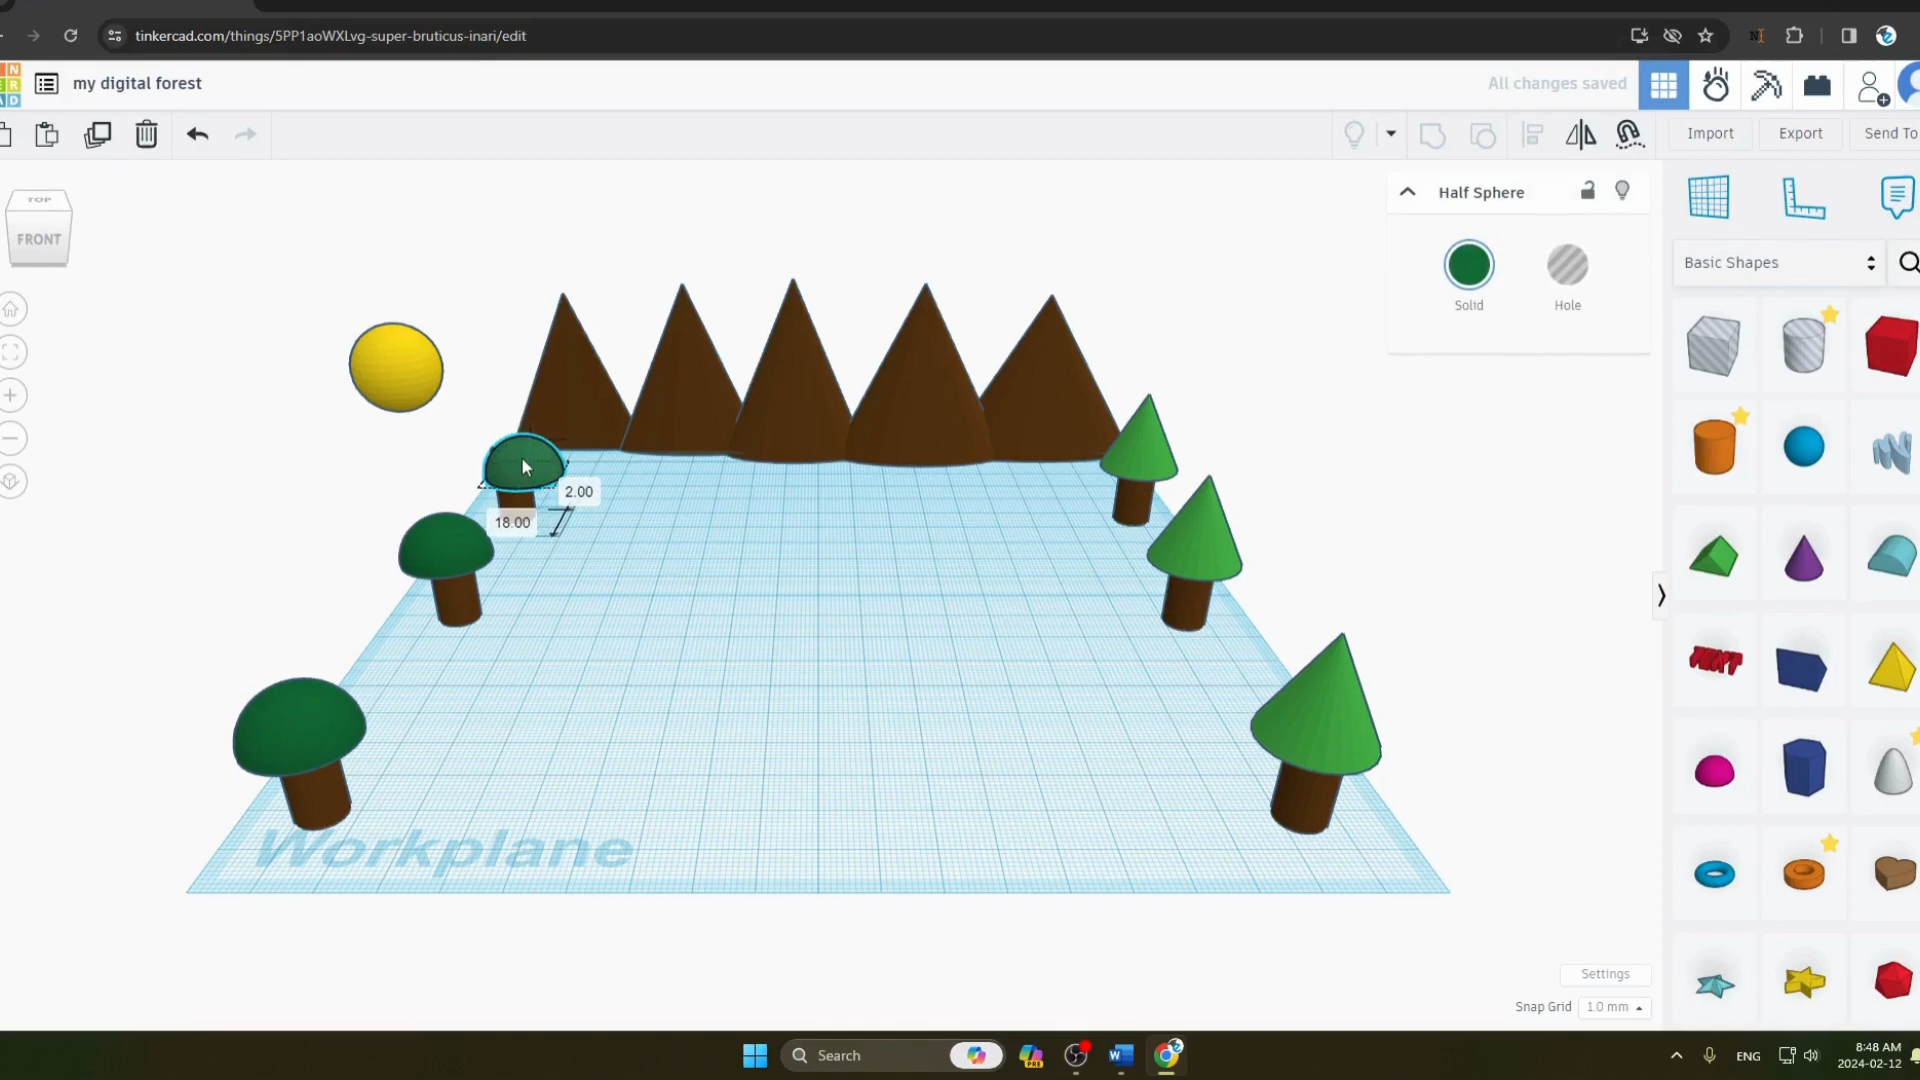 tinkercad.com/things/5PP1aoWXLvg-super-bruticus-inari/edit
my digital forest
All changes saved
Import
Export
Send To
TOP
FRONT
Half Sphere
Solid
Hole
Basic Shapes
2.00
18.00
Workplane
Settings
Snap Grid
1.0 mm
Search
PRE
ENG
8:48 AM
2024-02-12